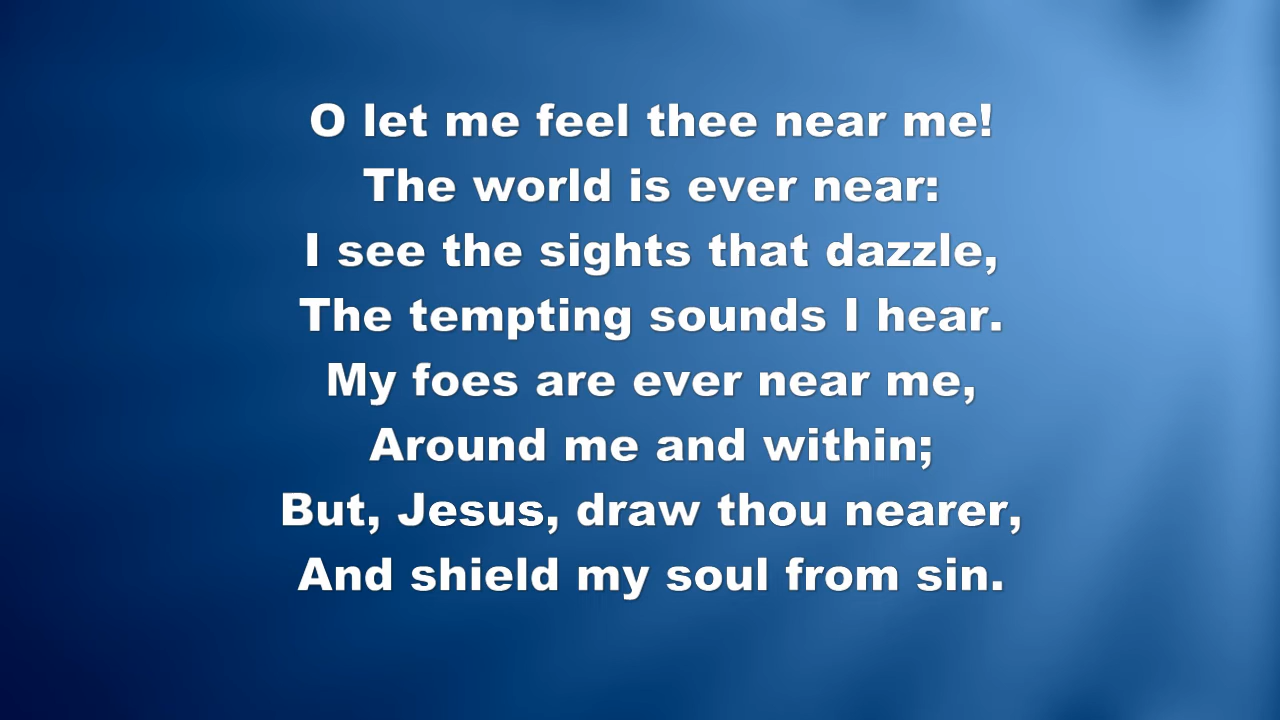 O let me feel thee near me!
The world is ever near:
I see the sights that dazzle,
The tempting sounds I hear.
My foes are ever near me,
Around me and within;
But, Jesus, draw thou nearer,
And shield my soul from sin.